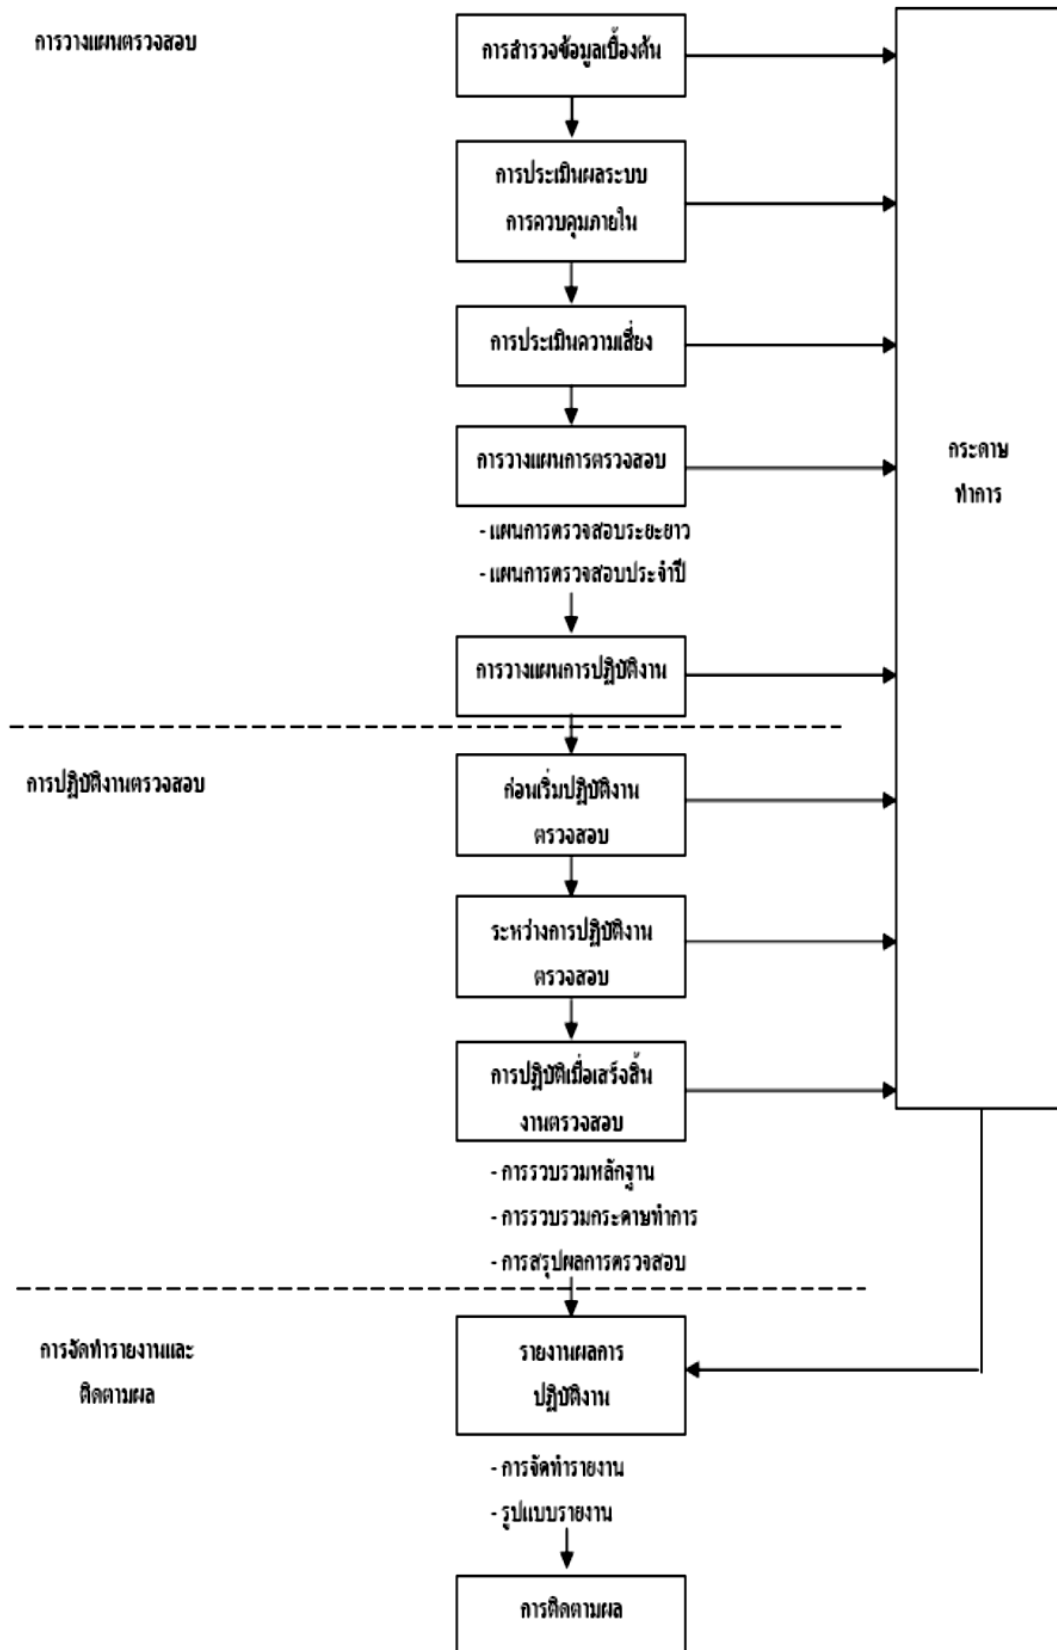 การวางแผนตรวจสอบ
การสำรวจข้อมูลเบื้องต้น
การประเมินผลระบบ
การควบคุมภายใน
การประเมินความเสี่ยง
การวางแผนการตรวจสอบ
- แผนการตรวจสอบระยะยาว
- แผนการตรวจสอบประจำปี
การวางแผนการปฏิบัติงาน
กระดาษ
ทำการ
การปฏิบัติงานตรวจสอบ
ก่อนเริ่มปฏิบัติงาน
ตรวจสอบ
ระหว่างการปฏิบัติงาน
ตรวจสอบ
การปฏิบัติเมื่อเสร็จสิ้น
งานตรวจสอบ
- การรวบรวมหลักฐาน
- การรวบรวมกระดาษทำการ
- การสรุปผลการตรวจสอบ
การจัดทำรายงานและ
ติดตามผล
รายงานผลการ
ปฏิบัติงาน
- การจัดทำรายงาน
- รูปแบบรายงาน
การติดตามผล